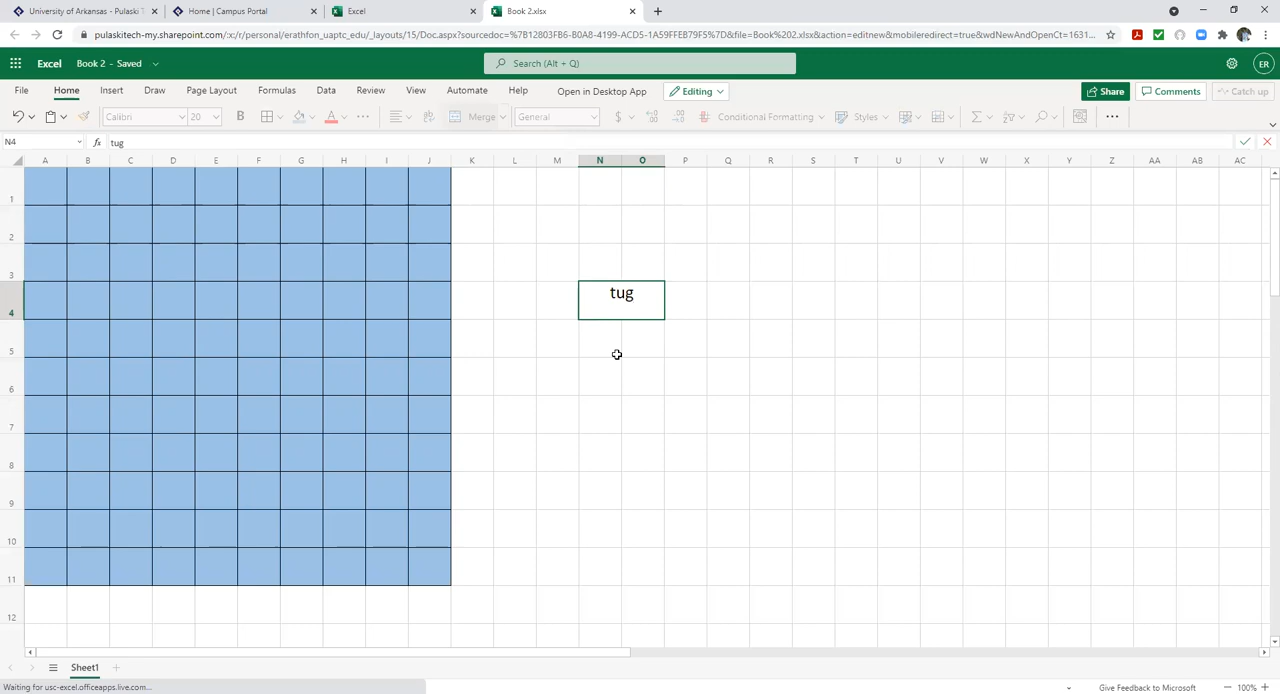 University of Arkansas - Pulaski T
Home | Campus Portal
Excel
Book 2.xlsx
pulaskitech-my.sharepoint.com/:x:/r/personal/erathfon_uaptc_edu/_layouts/15/Doc.aspx?sourcedoc=%7B12803FB6-B0A8-4199-ACD5-1A59FFEB79F5%7D&file=Book%202.xlsx&action=editnew&mobileredirect=true&wdNewAndOpenCt=1631...
Excel Book 2 - Saved Search (Alt + Q) ER
File Home Insert Draw Page Layout Formulas Data Review View Automate Help Open in Desktop App Editing Share Comments Catch up
Calibri 20 B A Merge General $ .00 Conditional Formatting Styles
N4 fx tug
A B C D E F G H I J K L M N O P Q R S T U V W X Y Z AA AB AC
1
2
3
4 tug
5
6
7
8
9
10
11
12
Sheet1
Waiting for usc-excel.officeapps.live.com... Give Feedback to Microsoft 100%